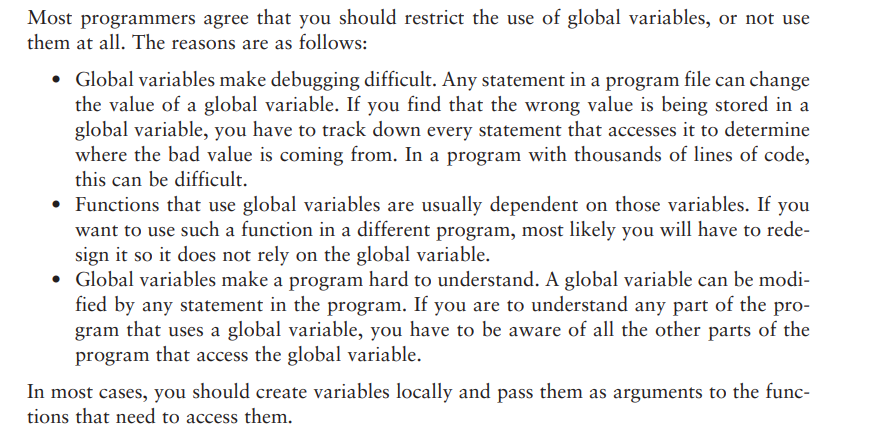 Most programmers agree that you should restrict the use of global variables, or not use
them at all. The reasons are as follows:
• Global variables make debugging difficult. Any statement in a program file can change
the value of a global variable. If you find that the wrong value is being stored in a
global variable, you have to track down every statement that accesses it to determine
where the bad value is coming from. In a program with thousands of lines of code,
this can be difficult.
• Functions that use global variables are usually dependent on those variables. If you
want to use such a function in a different program, most likely you will have to rede-
sign it so it does not rely on the global variable.
• Global variables make a program hard to understand. A global variable can be modi-
fied by any statement in the program. If you are to understand any part of the pro-
gram that uses a global variable, you have to be aware of all the other parts of the
program that access the global variable.
In most cases, you should create variables locally and pass them as arguments to the func-
tions that need to access them.